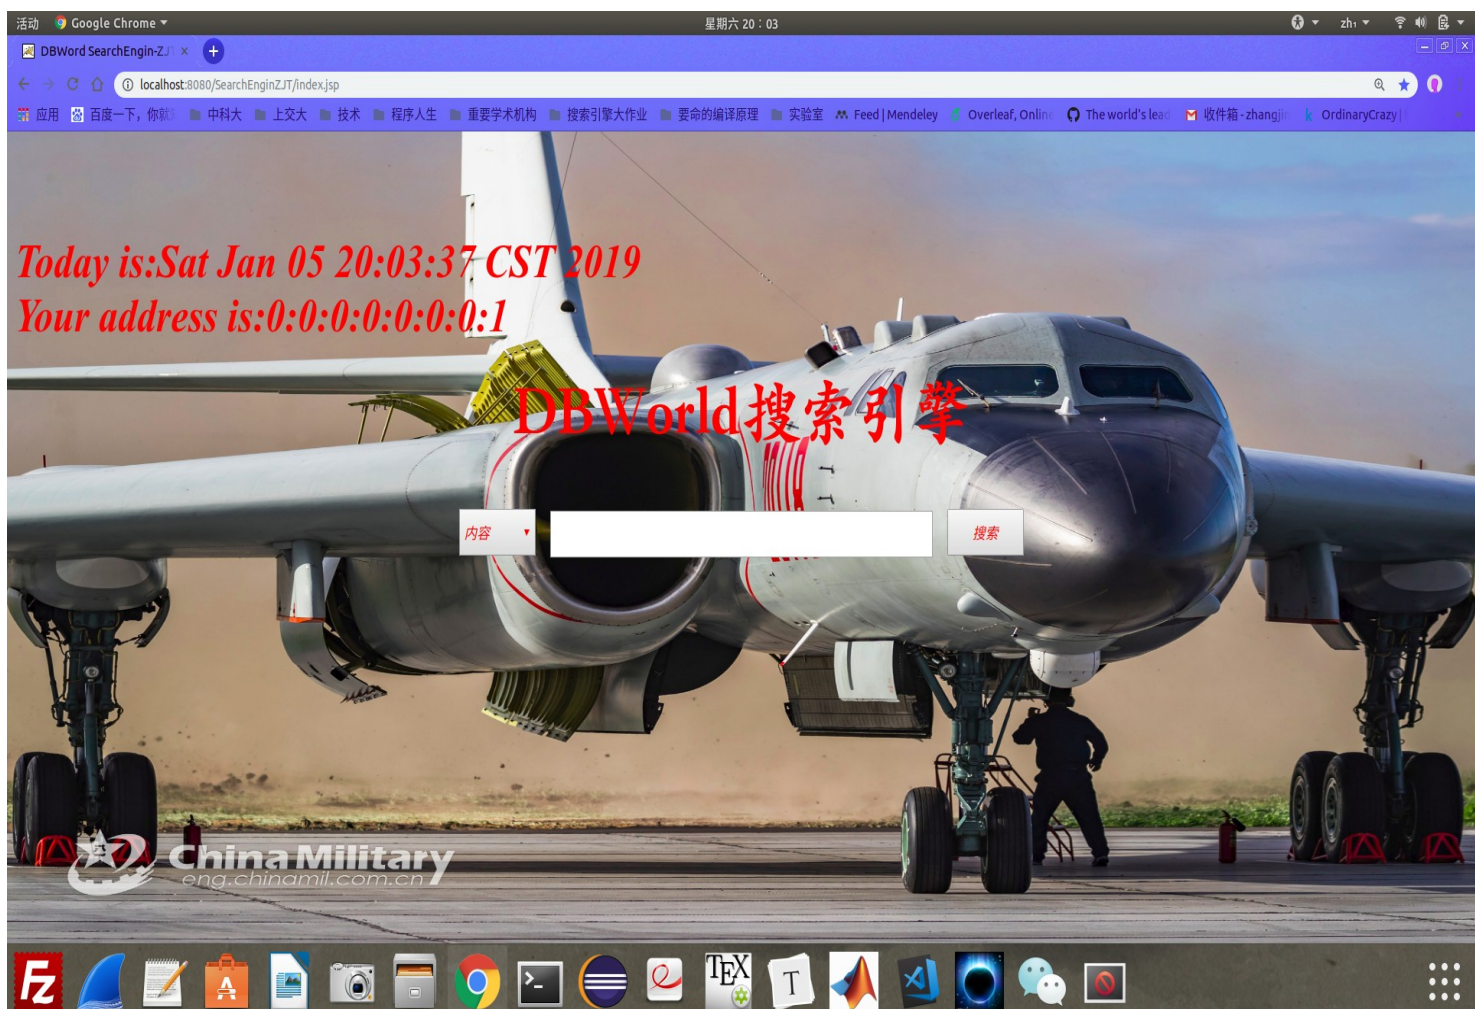 活动 Google Chrome 星期六 20：03 zh₁
DBWord SearchEngin-ZJT
localhost:8080/SearchEnginZJT/index.jsp
应用 百度一下，你就 中科大 上交大 技术 程序人生 重要学术机构 搜索引擎大作业 要命的编译原理 实验室 Feed | Mendeley Overleaf, Online The world's lead 收件箱 - zhangji OrdinaryCrazy |
Today is:Sat Jan 05 20:03:37 CST 2019
Your address is:0:0:0:0:0:0:0:1
DBWorld搜索引擎
内容 搜索
China Military
eng.chinamil.com.cn
Fz A TEX T